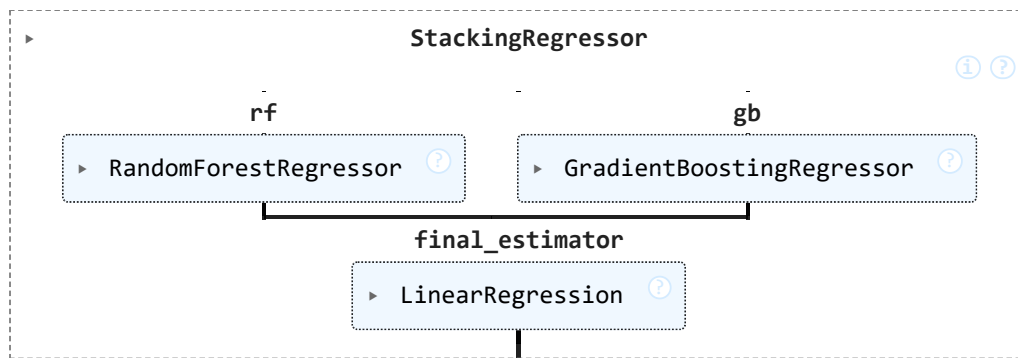 StackingRegressor
i ?
rf gb
RandomForestRegressor ? GradientBoostingRegressor ?
final_estimator
LinearRegression ?